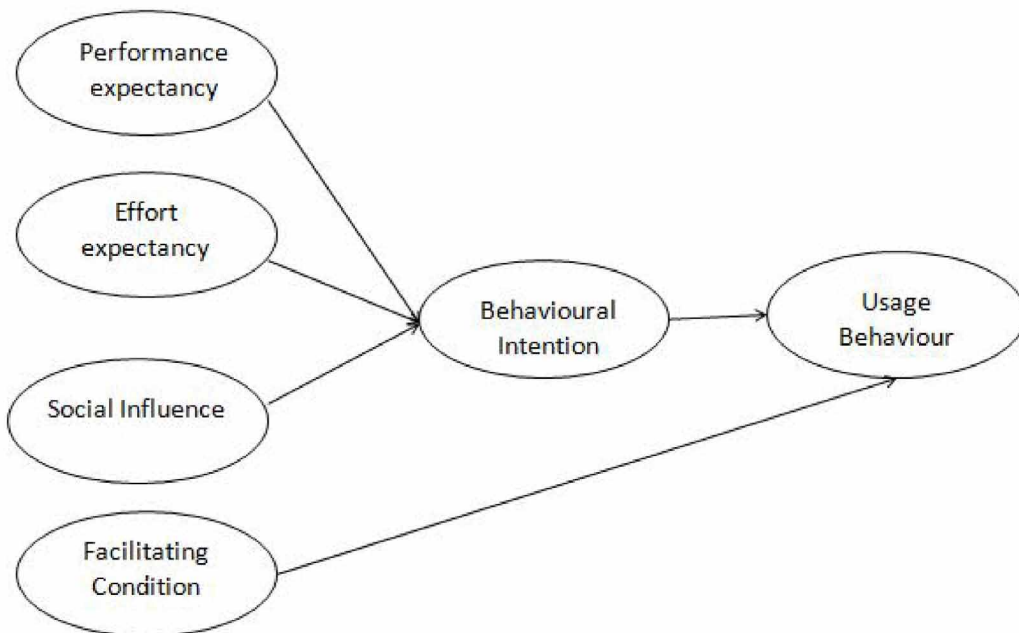 Performance
expectancy
Effort
expectancy
Social Influence
Facilitating
Condition
Behavioural
Intention
Usage
Behaviour